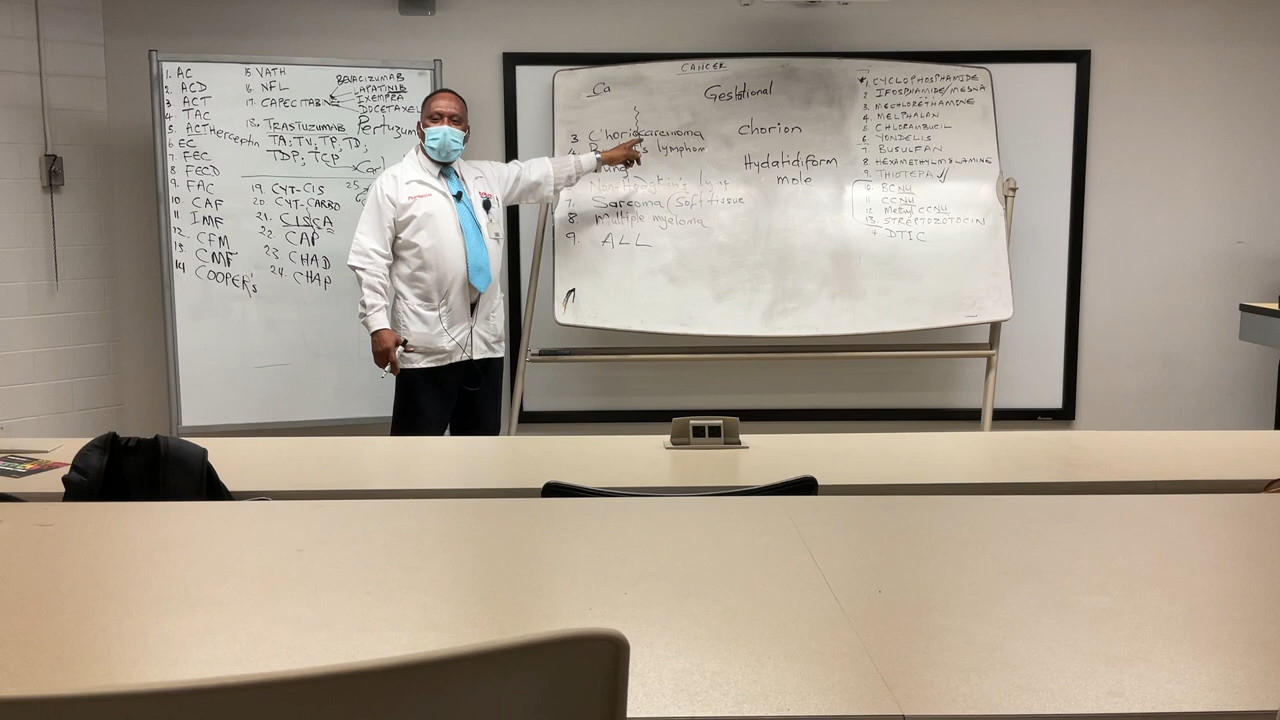 1. AC
2. ACD
3 ACT
4 TAC
5. ACTHerceptin
6 EC
7. FEC
8. FECD
9. FAC
10. CAF
11 IMF
12. CFM
13. CMF
14 COOPER's
15. VATH
16. NFL
17. CAPECITABINE
BEVACIZUMAB
LAPATINIB
IXEMPRA
DOCETAXEL
18. TRASTUZUMAB Pertuzum
TA, TV, TP, TD,
TDP, TCP
19. CYT-CIS
20. CYT-CARBO
21. CISCA
22. CAP
23. CHAD
24. CHAP
25
CANCER
Ca
Gestational
3 Choriocarcinoma
Chorion
lymphom
Hydatidiform
mole
Non-Hodgkin's lymp
7. Sarcoma (Soft tissue
8. Multiple myeloma
9. ALL
1. CYCLOPHOSPHAMIDE
2 IFOSPHAMIDE/MESNA
3. MECHLORETHAMINE
4. MELPHALAN
5 CHLORAMBUCIL
6. YONDELIS
7. BUSULFAN
8. HEXAMETHYLMELAMINE
9. THIOTEPA
10. BCNU
11. CCNU
12. Methyl CCNU
13. STREPTOZOTOCIN
DTIC